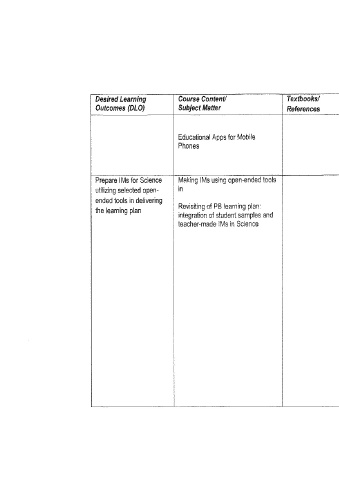 Desired Learning
Outcomes (DLO)
Course Content/
Subject Matter
Textbooks/
References
Educational Apps for Mobile
Phones
Prepare IMs for Science
utilizing selected open-
ended tools in delivering
the learning plan
Making IMs using open-ended tools
in
Revisiting of PB learning plan:
integration of student samples and
teacher-made IMs in Science